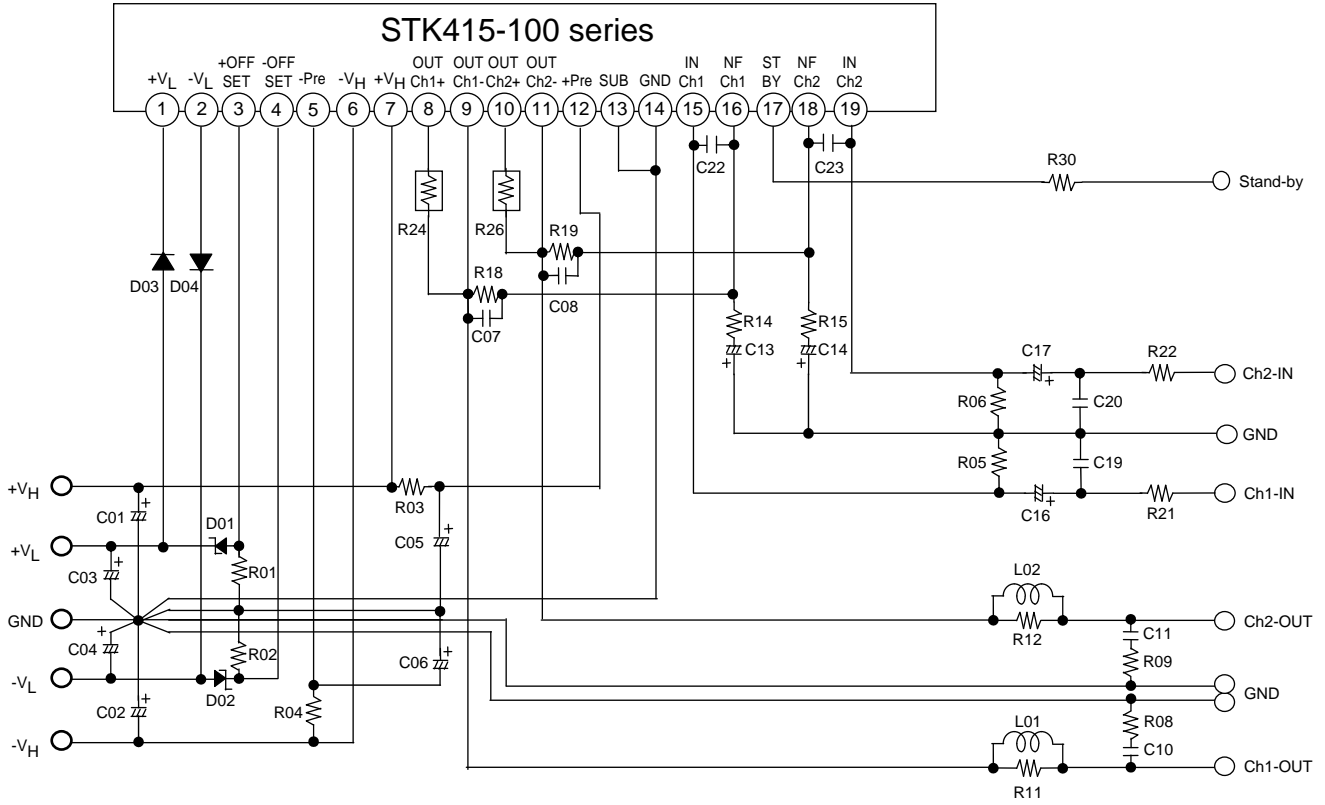 STK415-100 series
+VL -VL +OFF SET -OFF SET -Pre -VH +VH OUT Ch1+ OUT Ch1- OUT Ch2+ OUT Ch2- +Pre SUB GND IN Ch1 NF Ch1 ST BY NF Ch2 IN Ch2
1 2 3 4 5 6 7 8 9 10 11 12 13 14 15 16 17 18 19
C22 C23
R30 Stand-by
R24 R26 R19
D03 D04
R18 C08
C07
R14 R15
C13 C14
+ +
C17 R22
+ Ch2-IN
R06 C20
GND
R05 C19
+VH + R03 + Ch1-IN
C01 C16 R21
D01
+VL + C05 +
C03 R01
L02
GND R12 Ch2-OUT
+ C04 R02 C06 + C11
R09
-VL D02 GND
C02 + R04 R08
L01
C10
-VH
Ch1-OUT
R11